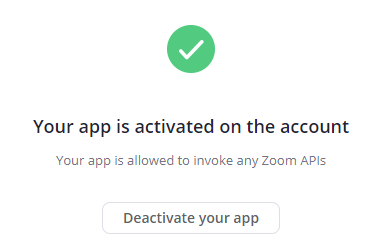 Your app is activated on the account
Your app is allowed to invoke any Zoom APIs
Deactivate your app